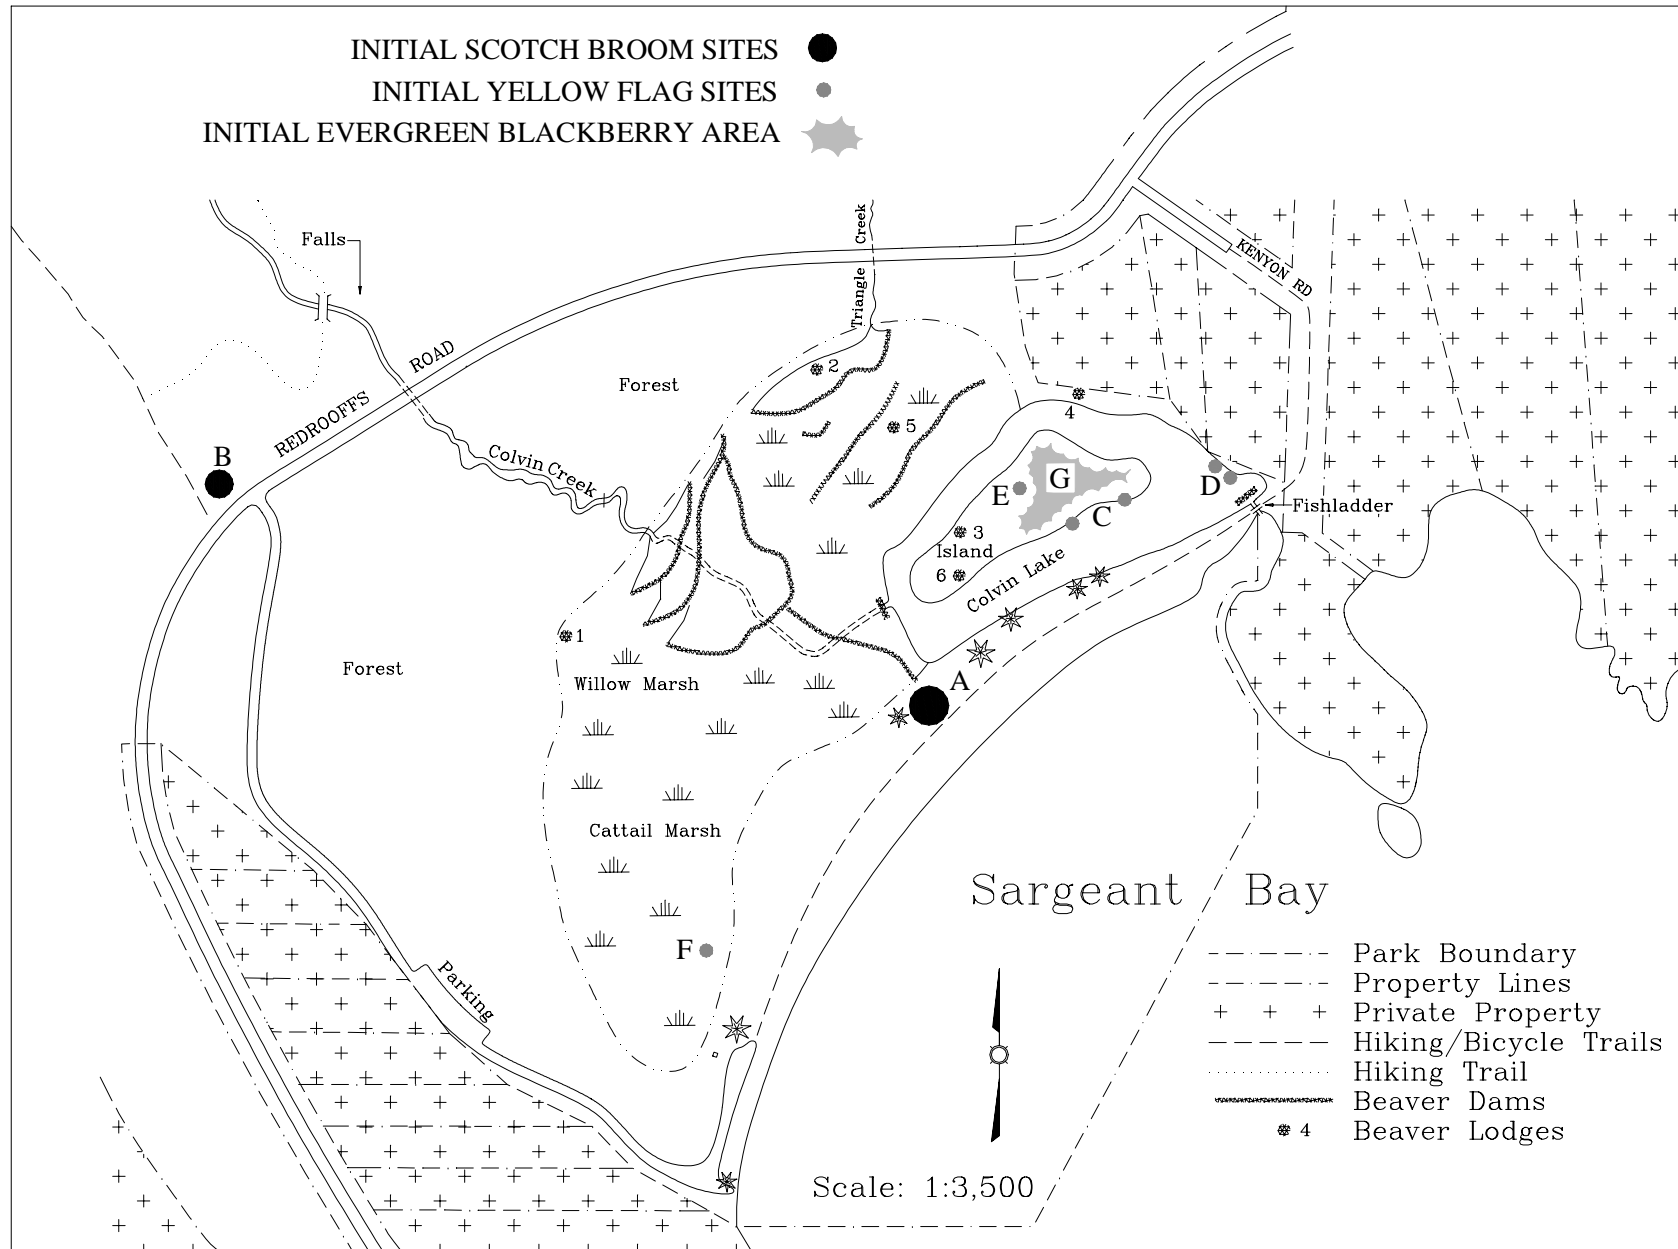 INITIAL SCOTCH BROOM SITES
INITIAL YELLOW FLAG SITES
INITIAL EVERGREEN BLACKBERRY AREA
Triangle Creek
Falls
KENYON RD
REDROOFFS ROAD
Forest
2
4
5
B
Colvin Creek
E
G
D
C
Fishladder
3
Island
6
Colvin Lake
1
Forest
Willow Marsh
A
Cattail Marsh
Sargeant Bay
F
Parking
Park Boundary
Property Lines
Private Property
Hiking/Bicycle Trails
Hiking Trail
Beaver Dams
4 Beaver Lodges
Scale: 1:3,500